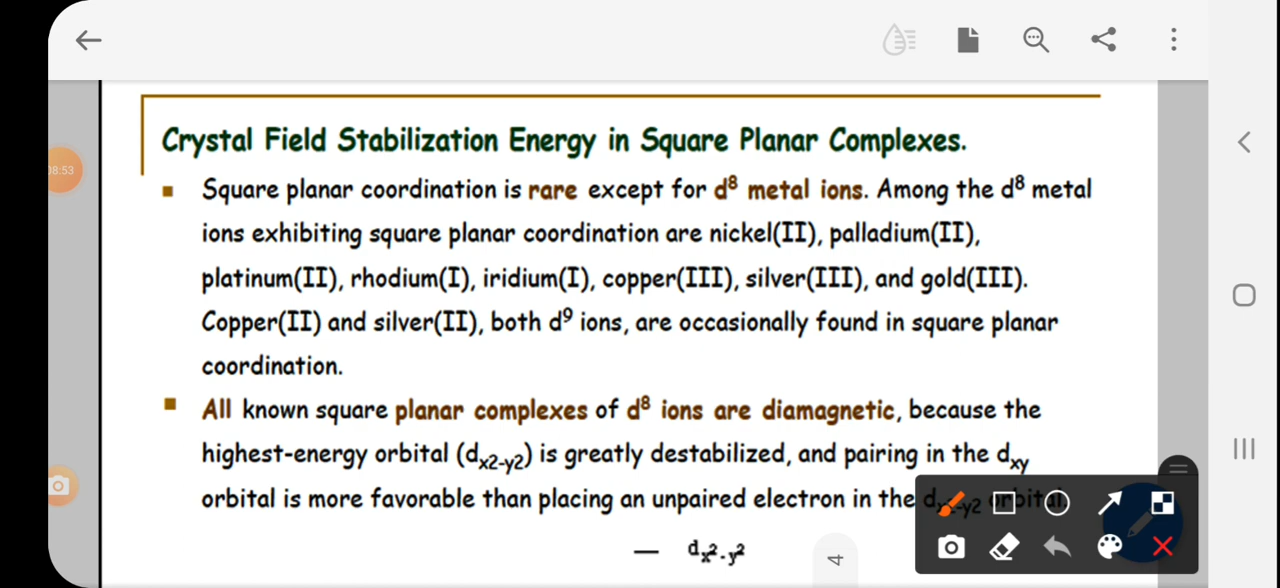 Crystal Field Stabilization Energy in Square Planar Complexes.
8:53
▪ Square planar coordination is rare except for d⁸ metal ions. Among the d⁸ metal
ions exhibiting square planar coordination are nickel(II), palladium(II),
platinum(II), rhodium(I), iridium(I), copper(III), silver(III), and gold(III).
Copper(II) and silver(II), both d⁹ ions, are occasionally found in square planar
coordination.
▪ All known square planar complexes of d⁸ ions are diamagnetic, because the
highest-energy orbital (dx2-y2) is greatly destabilized, and pairing in the dxy
orbital is more favorable than placing an unpaired electron in the dx2-y2 orbital
— dx²-y²
4